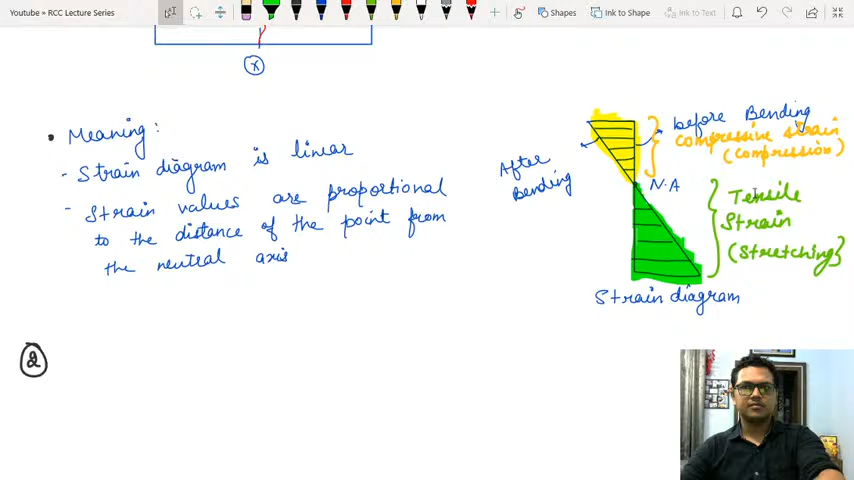 Youtube » RCC Lecture Series
Shapes
Ink to Shape
Ink to Text
x
Meaning:
- Strain diagram is linear
- Strain values are proportional
to the distance of the point from
the neutral axis
before Bending
compressive strain
(compression)
After
Bending
N.A
Tensile
Strain
(Stretching}
Strain diagram
2